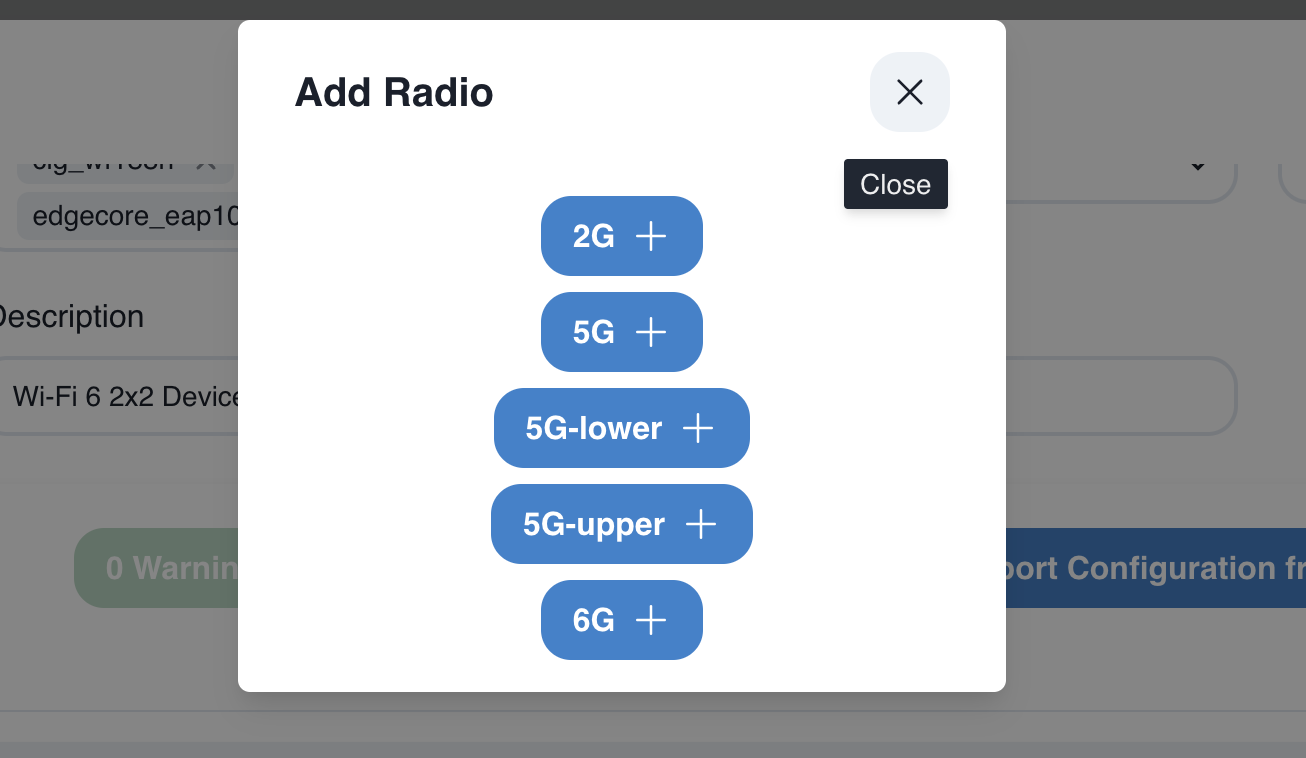 Add Radio
Close
edgecore_eap10
2G
5G
Description
Wi-Fi 6 2x2 Device
5G-lower
5G-upper
0 Warnin
port Configuration fr
6G